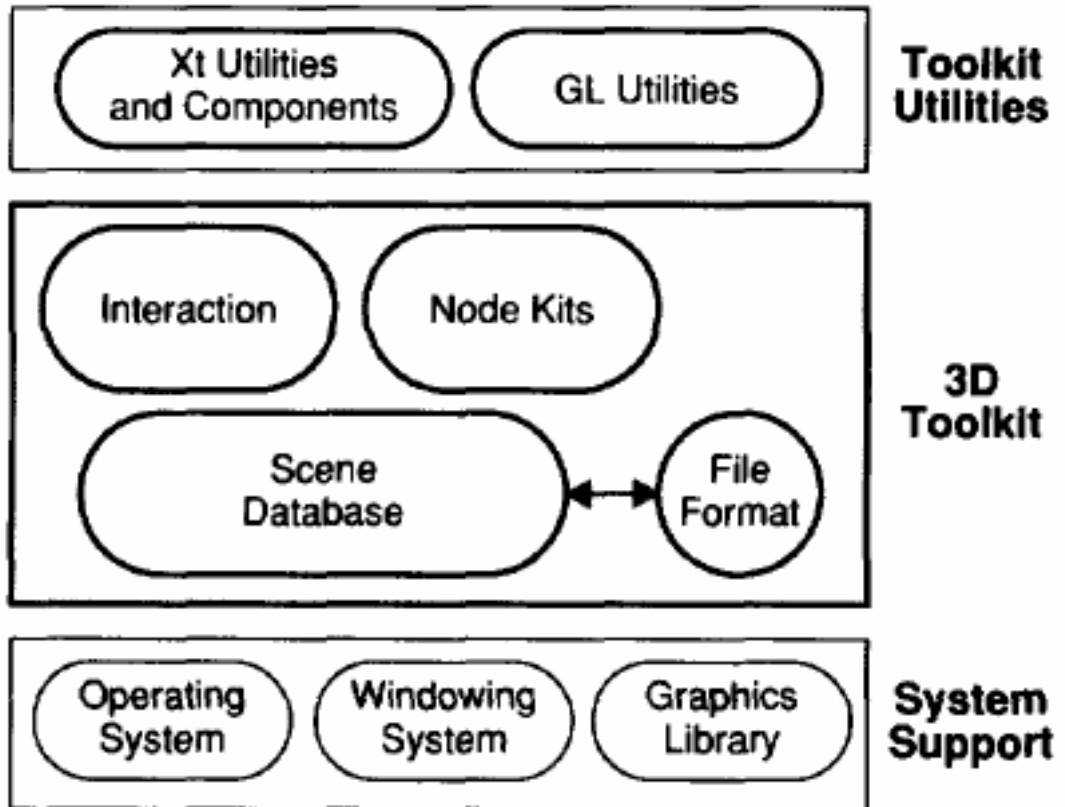 Xt Utilities
and Components
GL Utilities
Toolkit
Utilities
Interaction
Node Kits
3D
Toolkit
Scene
Database
File
Format
Operating
System
Windowing
System
Graphics
Library
System
Support